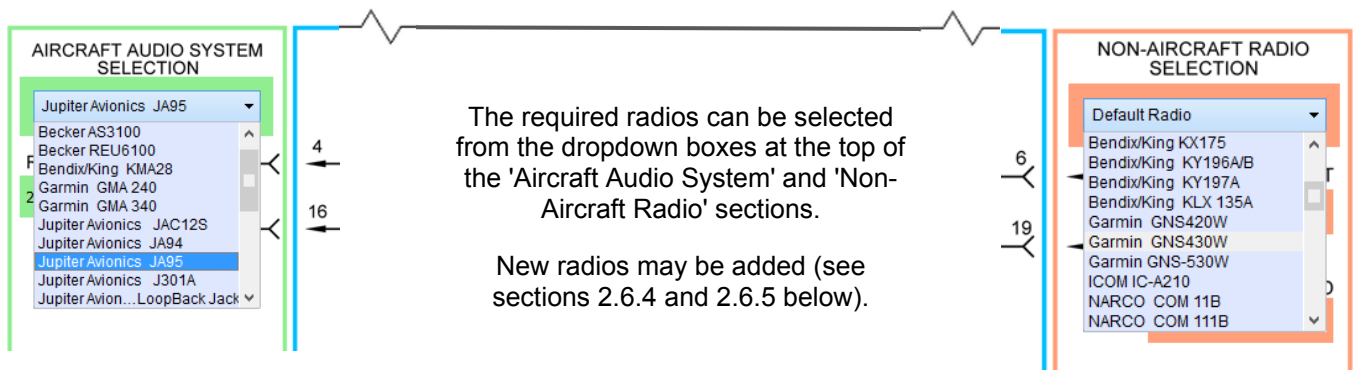 AIRCRAFT AUDIO SYSTEM
SELECTION
Jupiter Avionics JA95
Becker AS3100
Becker REU6100
Bendix/King KMA28
Garmin GMA 240
Garmin GMA 340
Jupiter Avionics JAC12S
Jupiter Avionics JA94
Jupiter Avionics JA95
Jupiter Avionics J301A
Jupiter Avion...LoopBack Jack
4
16
The required radios can be selected
from the dropdown boxes at the top of
the 'Aircraft Audio System' and 'Non-
Aircraft Radio' sections.
New radios may be added (see
sections 2.6.4 and 2.6.5 below).
6
19
NON-AIRCRAFT RADIO
SELECTION
Default Radio
Bendix/King KX175
Bendix/King KY196A/B
Bendix/King KY197A
Bendix/King KLX 135A
Garmin GNS420W
Garmin GNS430W
Garmin GNS-530W
ICOM IC-A210
NARCO COM 11B
NARCO COM 111B